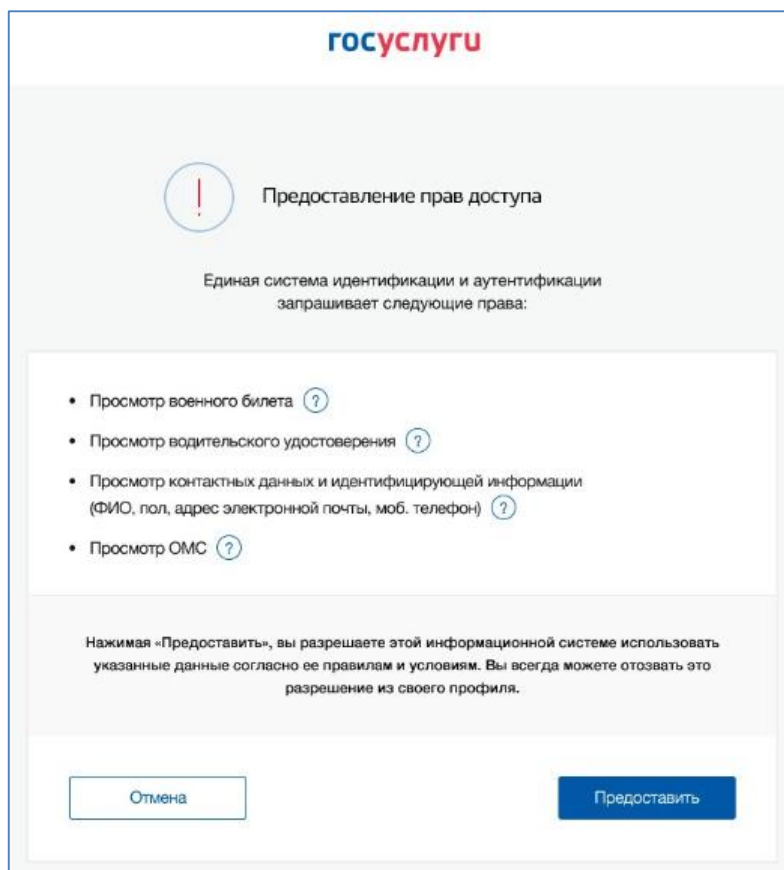 госуслуги
!
Предоставление прав доступа
Единая система идентификации и аутентификации
запрашивает следующие права:
• Просмотр военного билета ?
• Просмотр водительского удостоверения ?
• Просмотр контактных данных и идентифицирующей информации
(ФИО, пол, адрес электронной почты, моб. телефон) ?
• Просмотр ОМС ?
Нажимая «Предоставить», вы разрешаете этой информационной системе использовать
указанные данные согласно ее правилам и условиям. Вы всегда можете отозвать это
разрешение из своего профиля.
Отмена
Предоставить